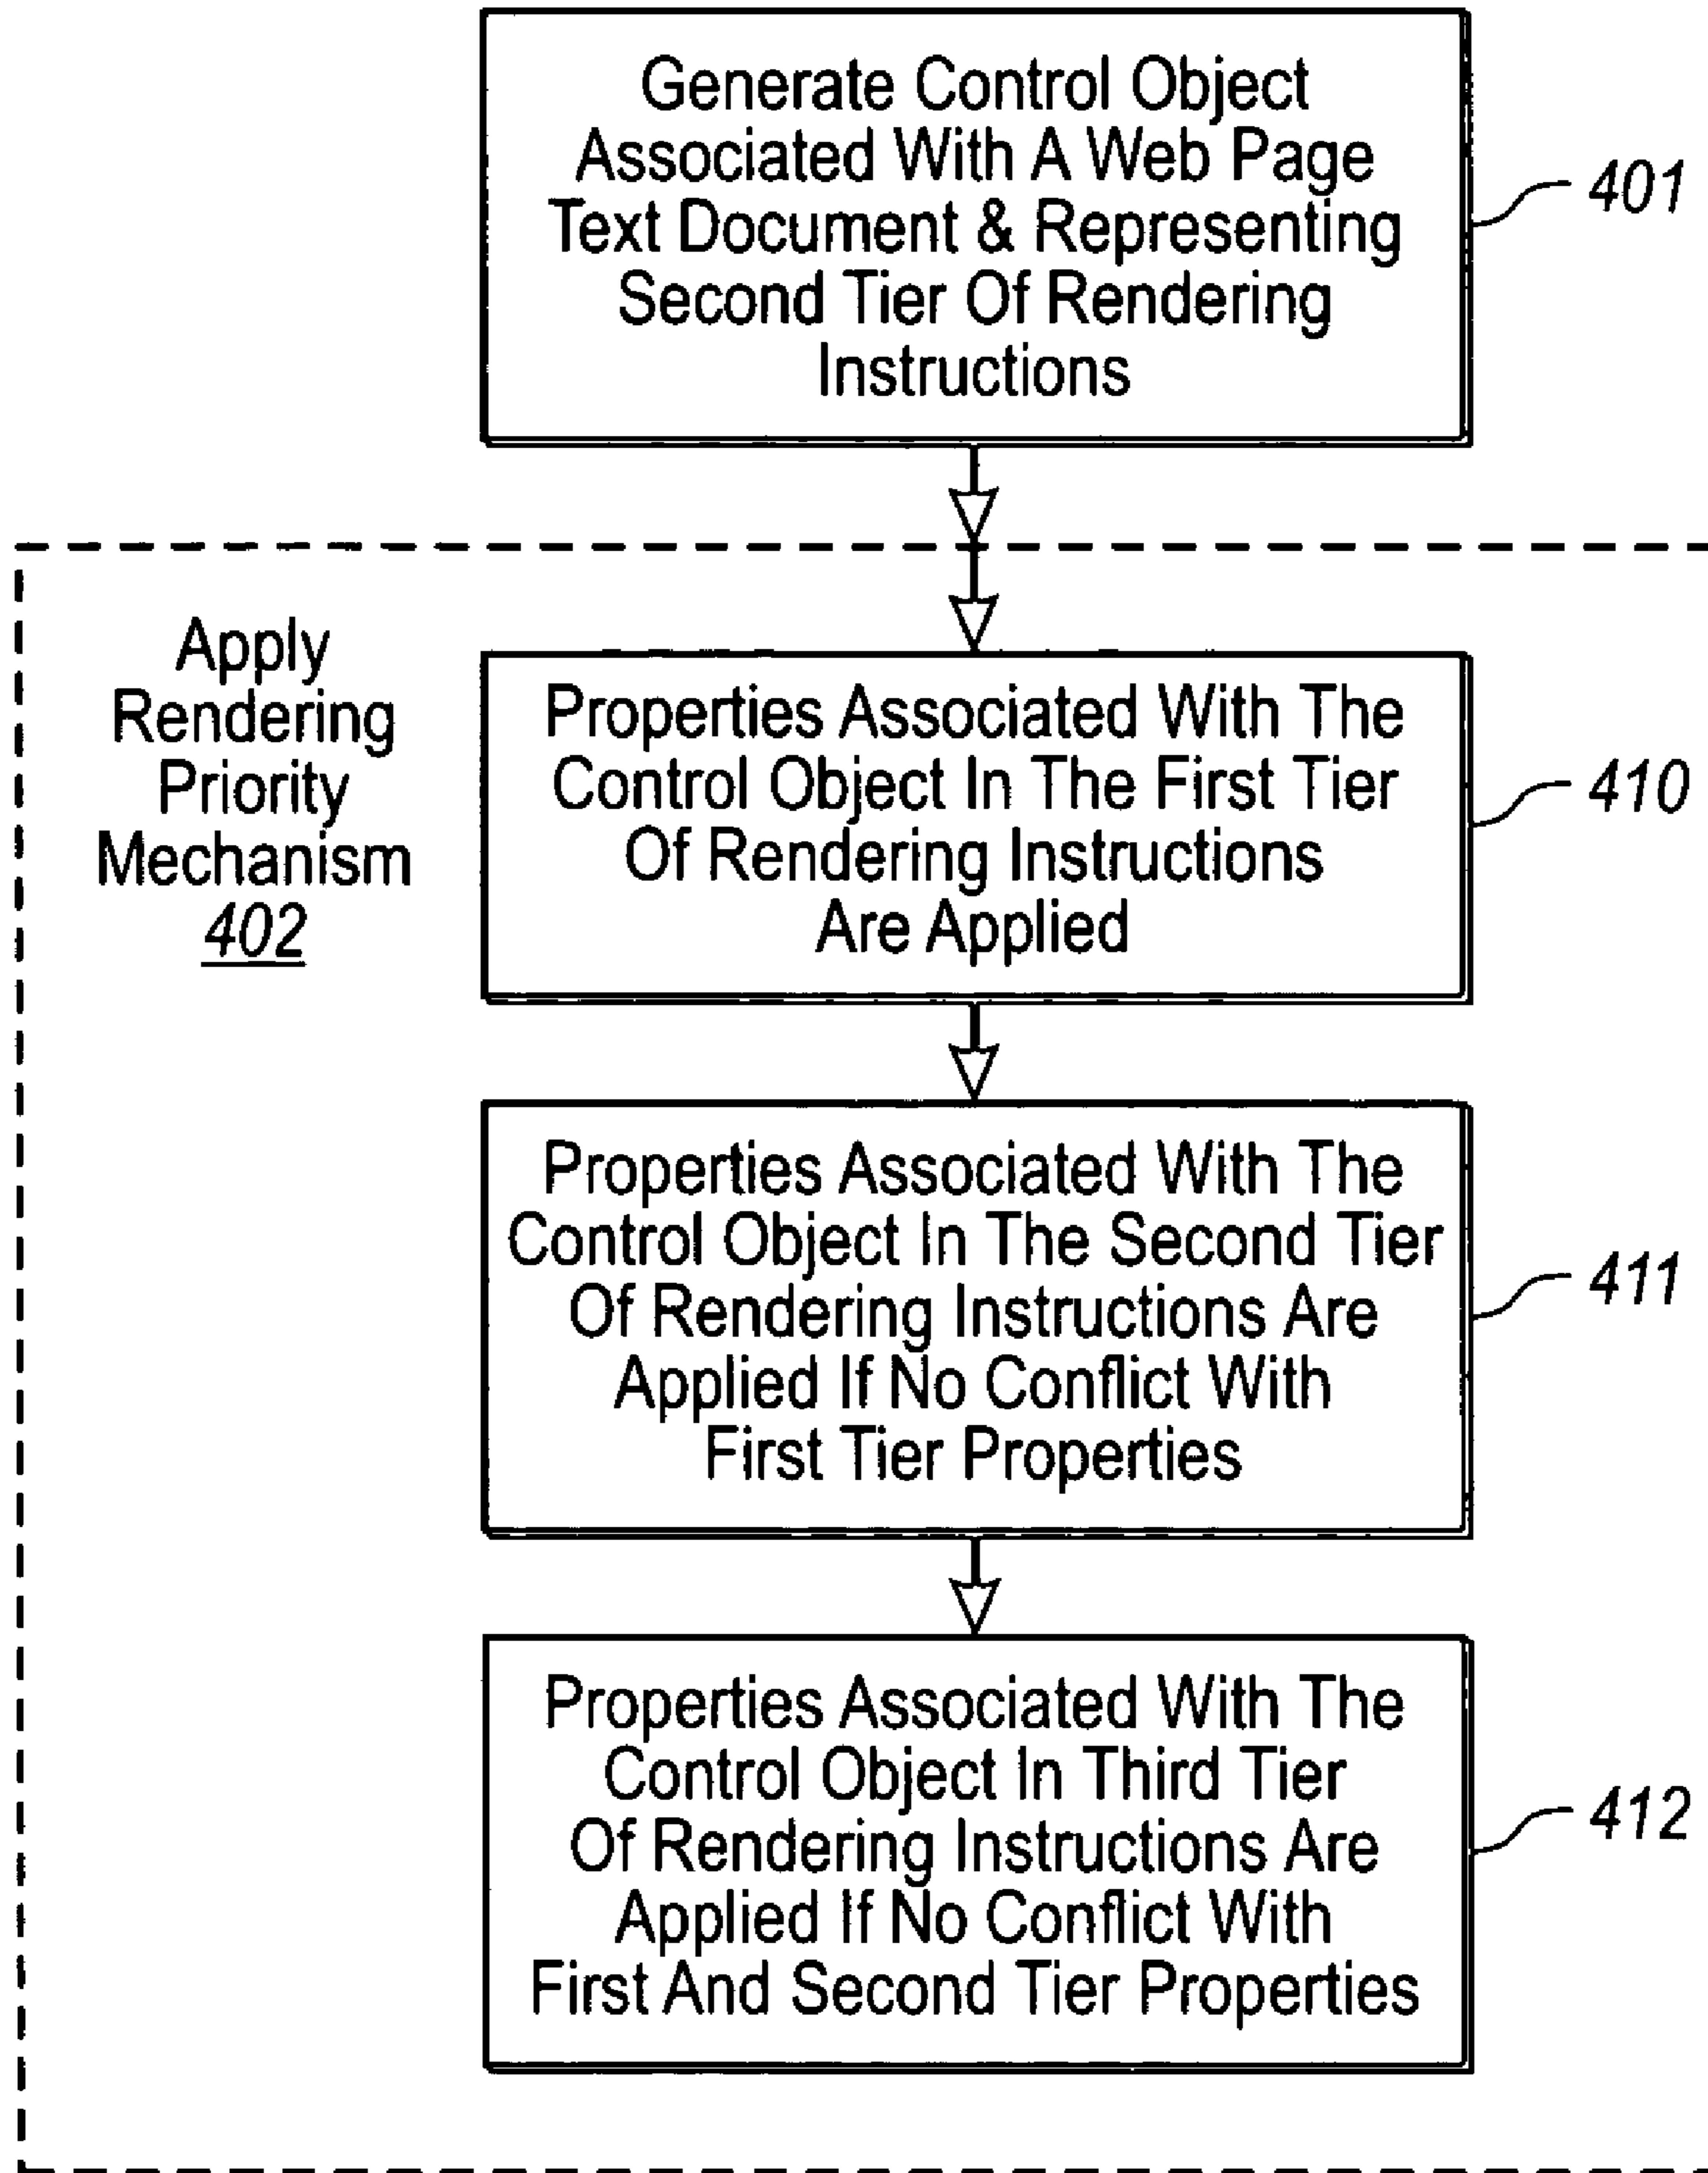 Generate Control Object
Associated With A Web Page
Text Document & Representing
Second Tier Of Rendering
Instructions
401
Apply
Rendering
Priority
Mechanism
402
Properties Associated With The
Control Object In The First Tier
Of Rendering Instructions
Are Applied
410
Properties Associated With The
Control Object In The Second Tier
Of Rendering Instructions Are
Applied If No Conflict With
First Tier Properties
411
Properties Associated With The
Control Object In Third Tier
Of Rendering Instructions Are
Applied If No Conflict With
First And Second Tier Properties
412